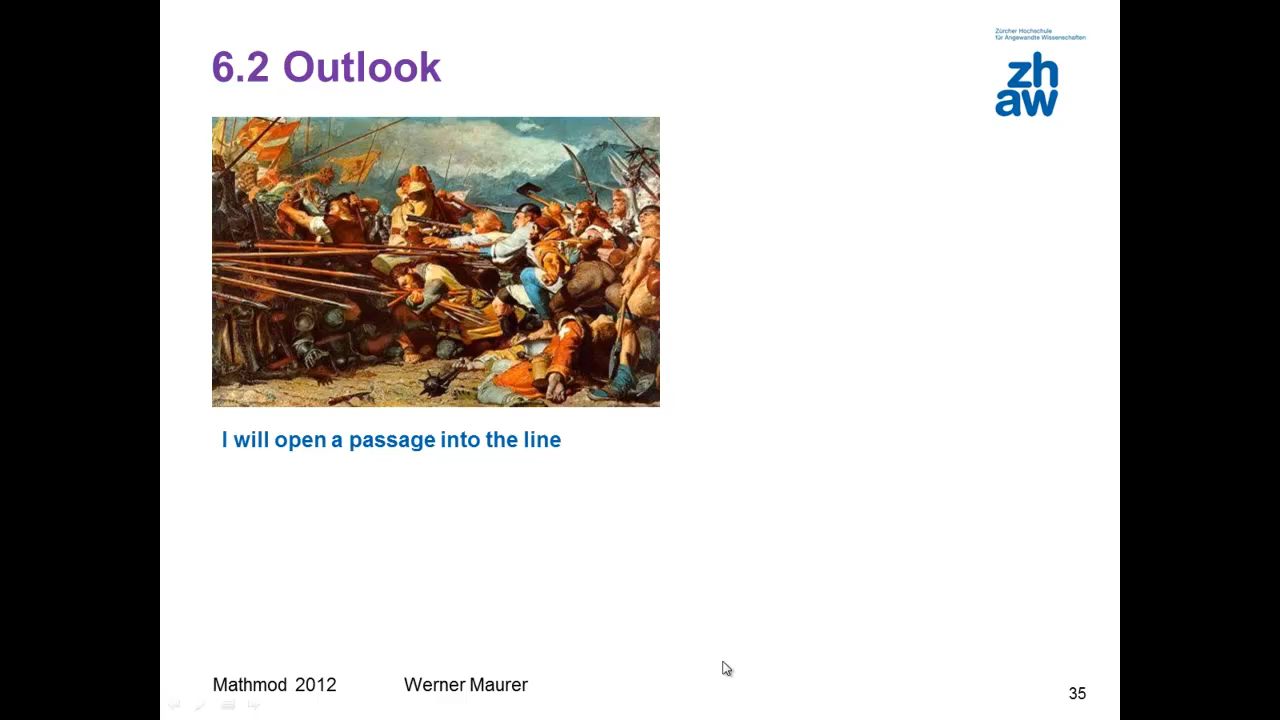 6.2 Outlook
Zürcher Hochschule
für Angewandte Wissenschaften
zh
aw
I will open a passage into the line
Mathmod 2012 Werner Maurer
35